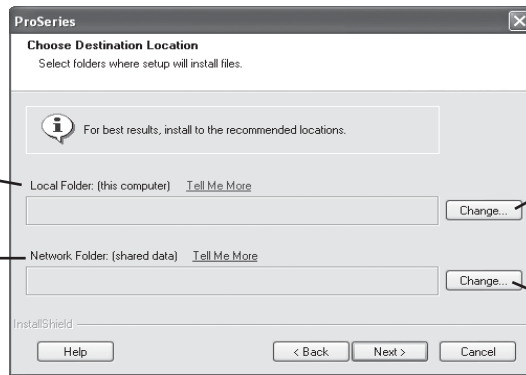 ProSeries
Choose Destination Location
Select folders where setup will install files.
For best results, install to the recommended locations.
Local Folder: (this computer) Tell Me More
Change...
Network Folder: (shared data) Tell Me More
Change...
InstallShield
Help < Back Next > Cancel